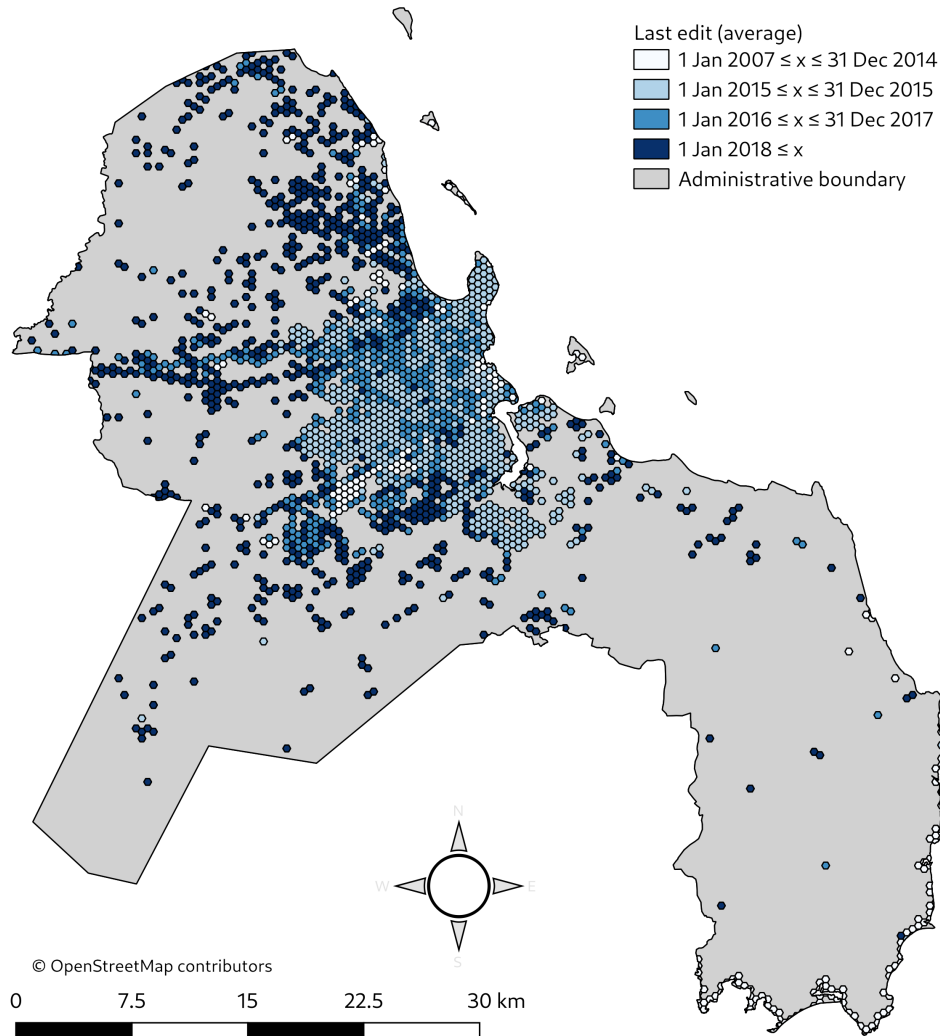 Last edit (average)
1 Jan 2007 ≤ x ≤ 31 Dec 2014
1 Jan 2015 ≤ x ≤ 31 Dec 2015
1 Jan 2016 ≤ x ≤ 31 Dec 2017
1 Jan 2018 ≤ x
Administrative boundary
N
W E
S
© OpenStreetMap contributors
0 7.5 15 22.5 30 km